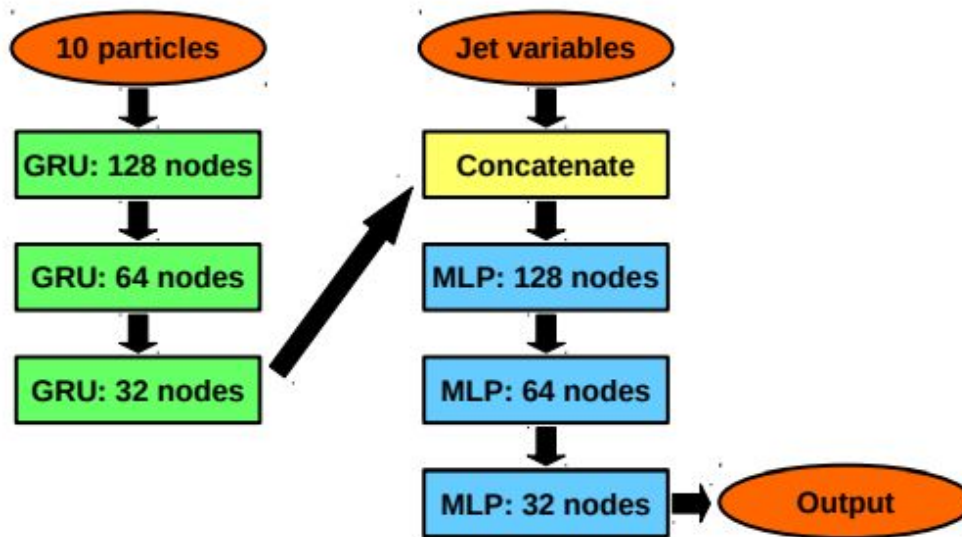 10 particles
GRU: 128 nodes
GRU: 64 nodes
GRU: 32 nodes
Jet variables
Concatenate
MLP: 128 nodes
MLP: 64 nodes
MLP: 32 nodes
Output